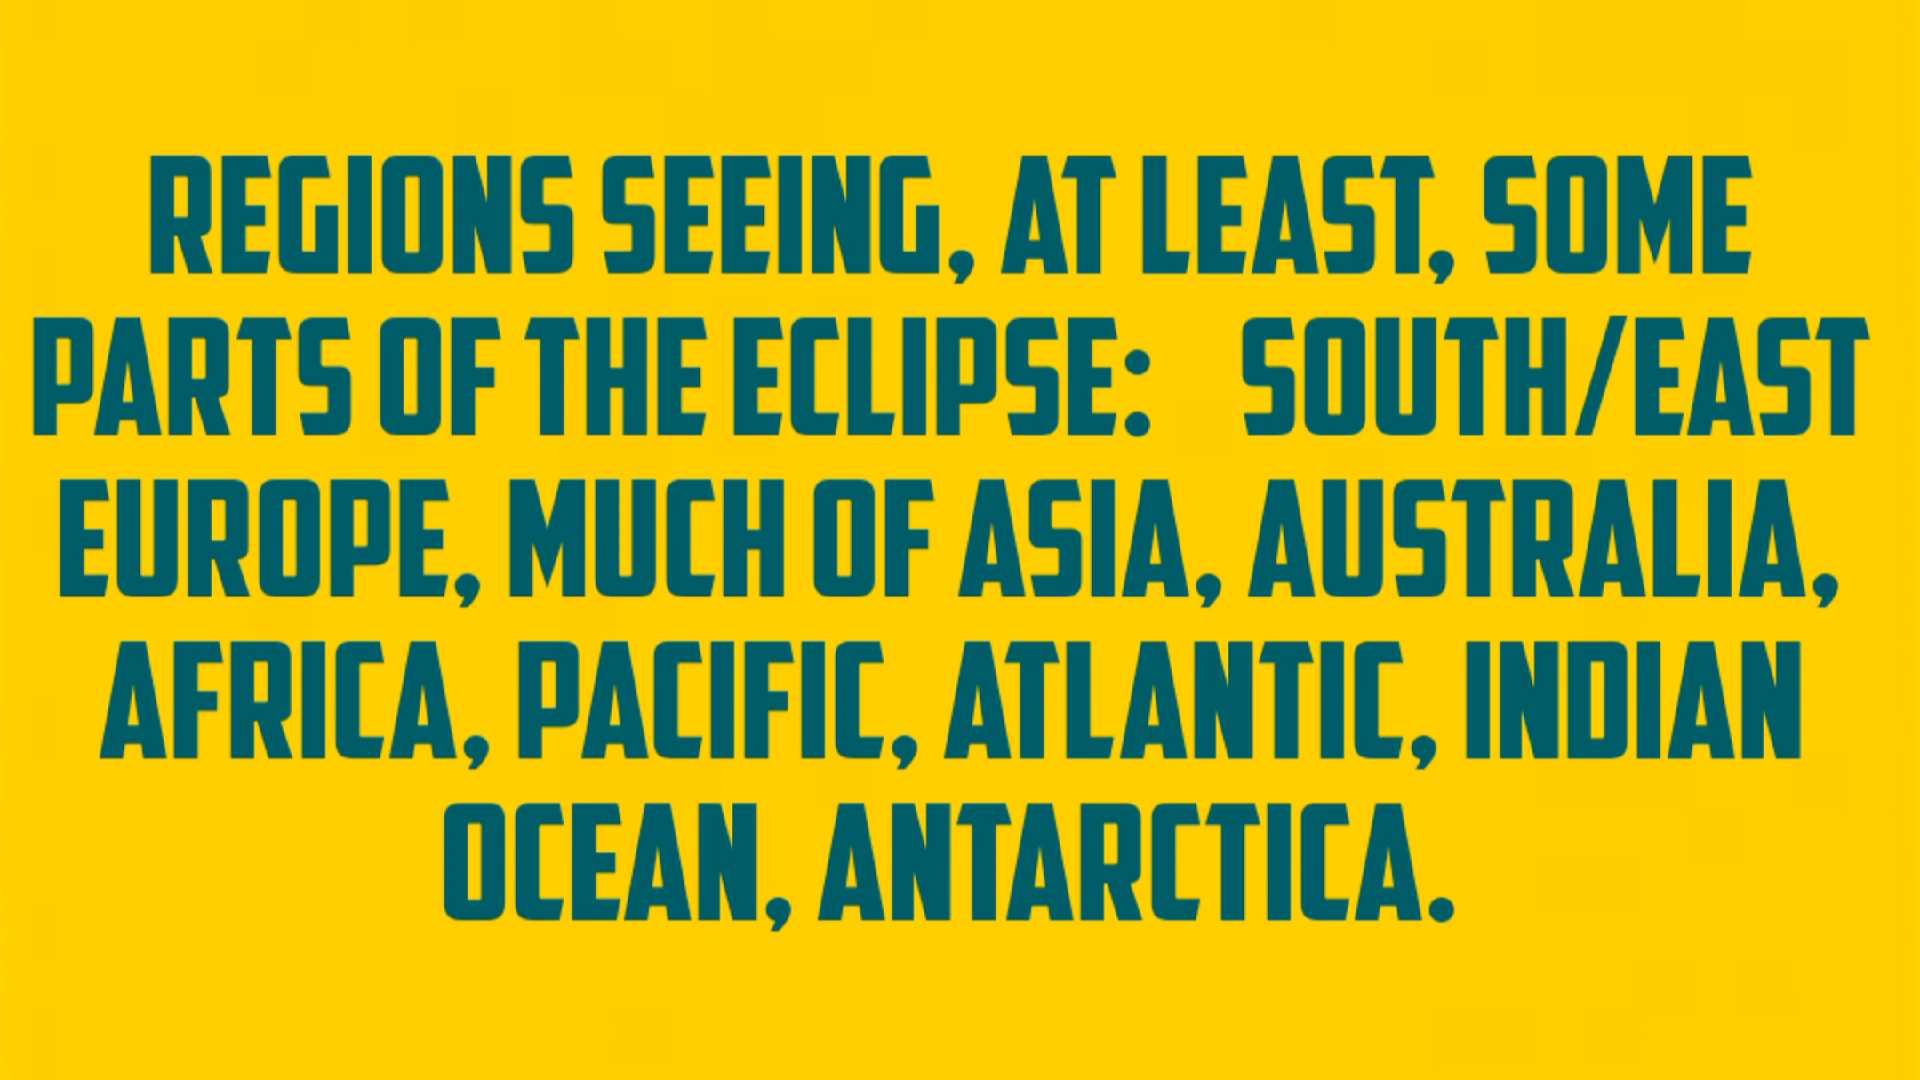 REGIONS SEEING, AT LEAST, SOME
PARTS OF THE ECLIPSE: SOUTH/EAST
EUROPE, MUCH OF ASIA, AUSTRALIA,
AFRICA, PACIFIC, ATLANTIC, INDIAN
OCEAN, ANTARCTICA.